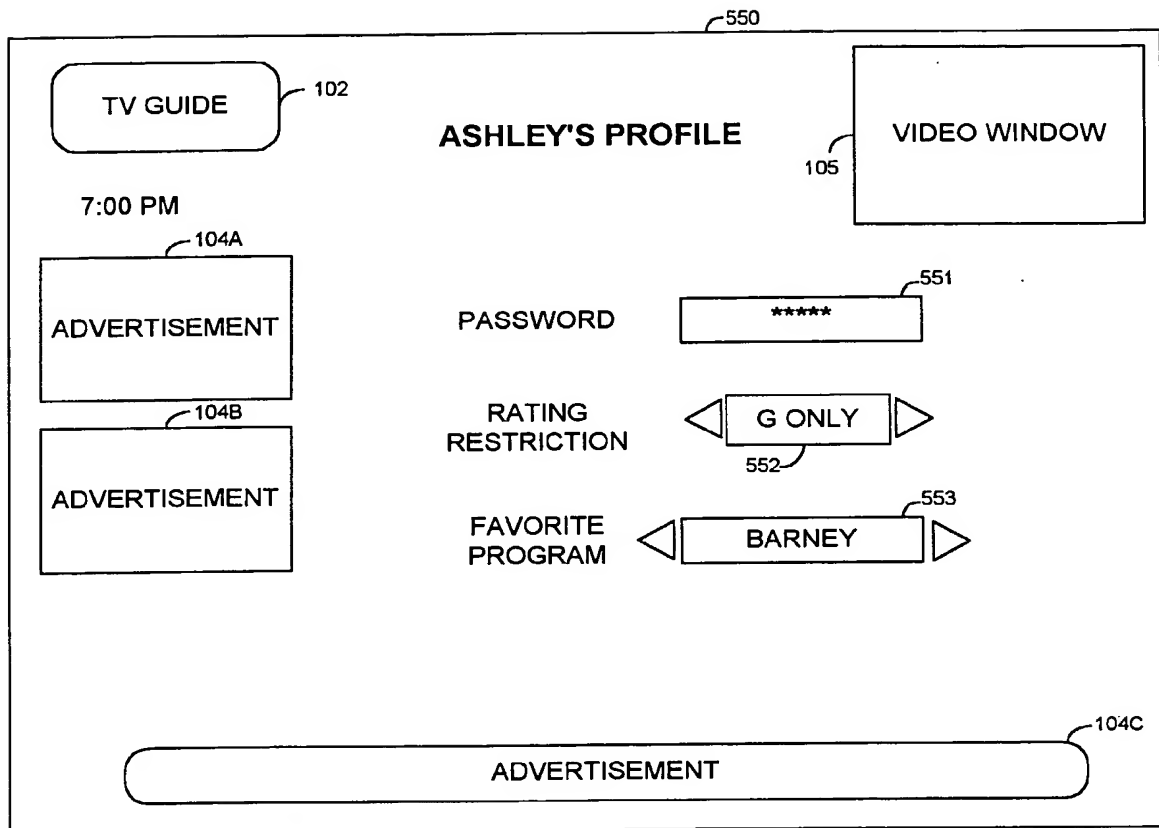 550
TV GUIDE
102
ASHLEY'S PROFILE
VIDEO WINDOW
105
7:00 PM
104A
ADVERTISEMENT
551
PASSWORD
*****
104B
ADVERTISEMENT
RATING
RESTRICTION
G ONLY
552
553
FAVORITE
PROGRAM
BARNEY
104C
ADVERTISEMENT